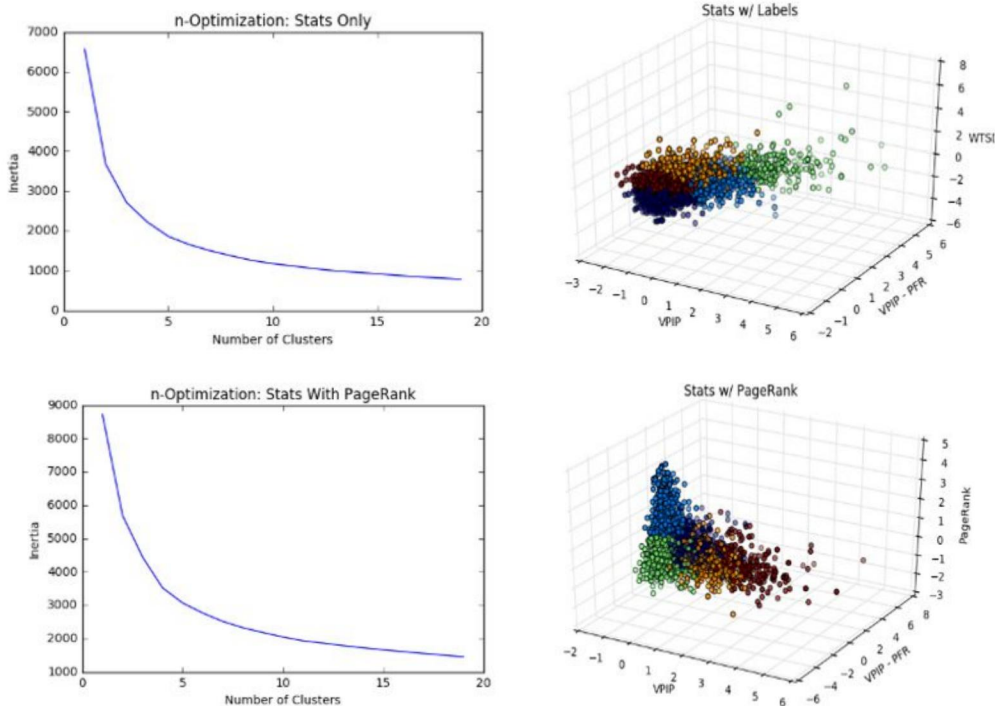 n-Optimization: Stats Only
7000
6000
5000
4000
3000
2000
1000
0
Inertia
0 5 10 15 20
Number of Clusters
Stats w/ Labels
8
6
4
2
0
−2
−4
−6
−3 −2 −1 0 1 2 3 4 5 6
VPIP
−2 −1 0 1 2 3 4 5 6
VPIP - PFR
n-Optimization: Stats With PageRank
9000
8000
7000
6000
5000
4000
3000
2000
1000
Inertia
0 5 10 15 20
Number of Clusters
Stats w/ PageRank
5
4
3
2
1
0
−1
−2
−3
PageRank
−2 −1 0 1 2 3 4 5 6
VPIP
−6 −4 −2 0 2 4 6 8
VPIP - PFR